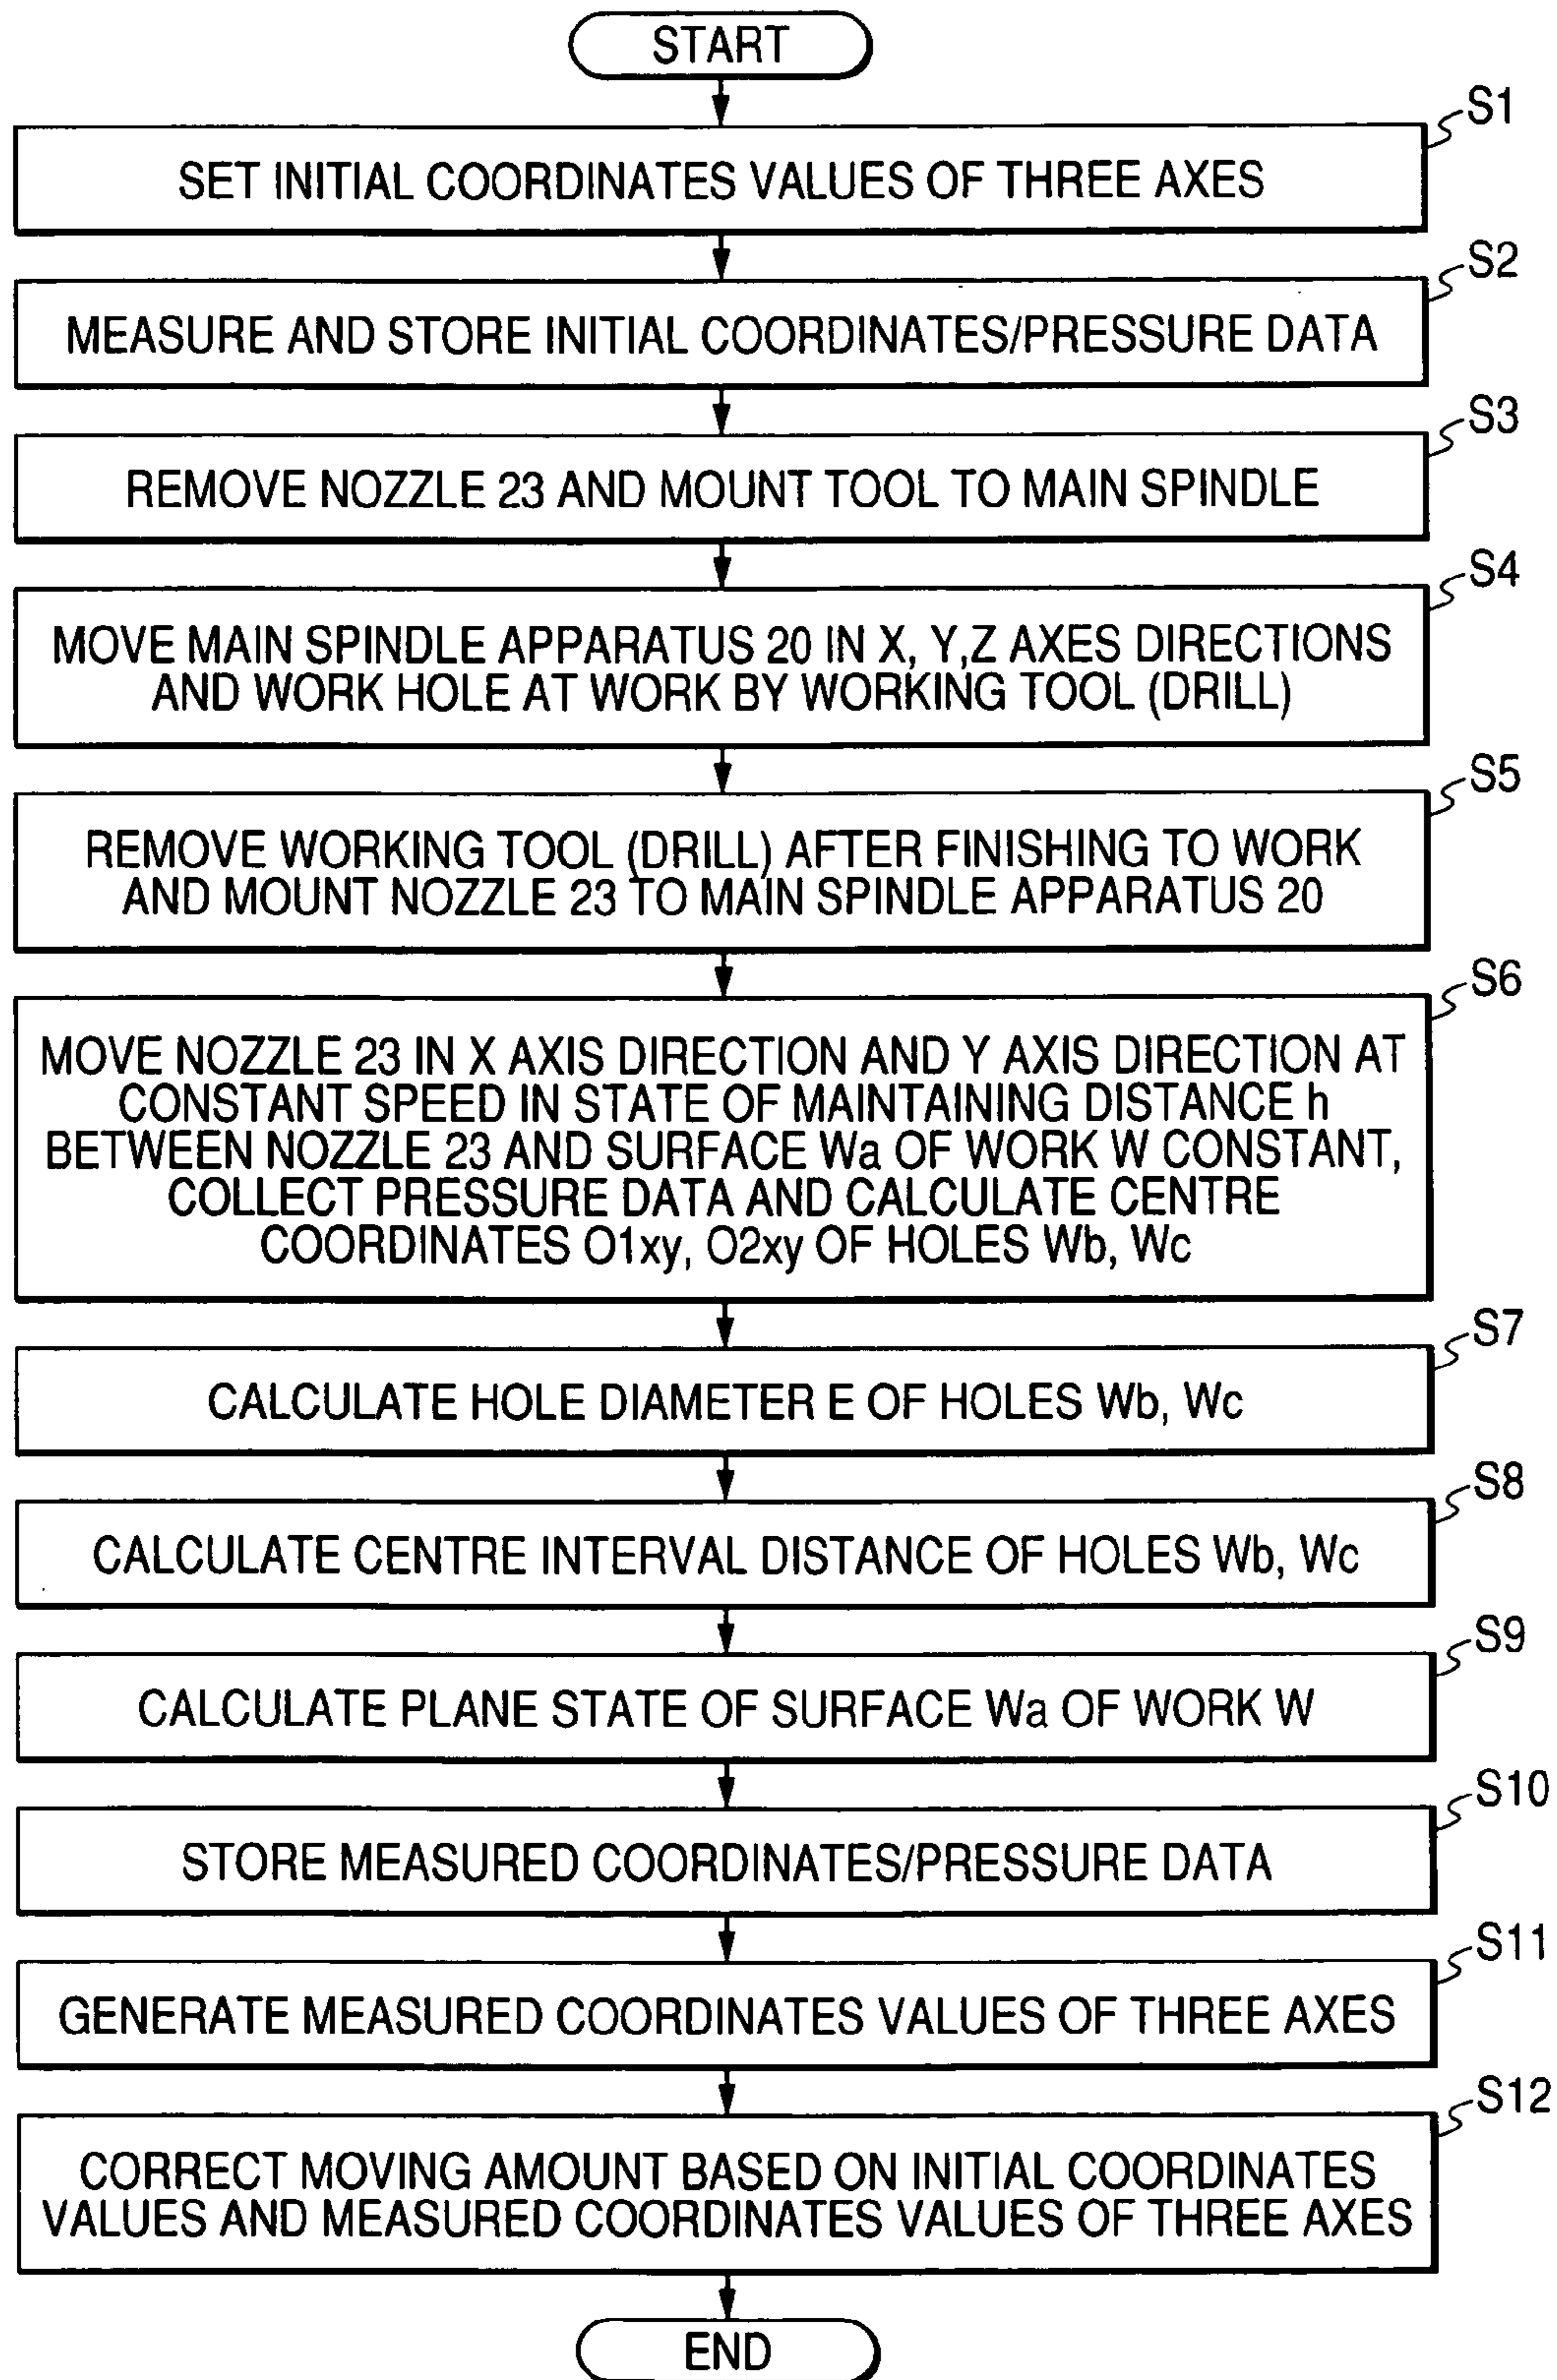 START
S1
SET INITIAL COORDINATES VALUES OF THREE AXES
S2
MEASURE AND STORE INITIAL COORDINATES/PRESSURE DATA
S3
REMOVE NOZZLE 23 AND MOUNT TOOL TO MAIN SPINDLE
S4
MOVE MAIN SPINDLE APPARATUS 20 IN X, Y,Z AXES DIRECTIONS
AND WORK HOLE AT WORK BY WORKING TOOL (DRILL)
S5
REMOVE WORKING TOOL (DRILL) AFTER FINISHING TO WORK
AND MOUNT NOZZLE 23 TO MAIN SPINDLE APPARATUS 20
S6
MOVE NOZZLE 23 IN X AXIS DIRECTION AND Y AXIS DIRECTION AT
CONSTANT SPEED IN STATE OF MAINTAINING DISTANCE h
BETWEEN NOZZLE 23 AND SURFACE Wa OF WORK W CONSTANT,
COLLECT PRESSURE DATA AND CALCULATE CENTRE
COORDINATES O1xy, O2xy OF HOLES Wb, Wc
S7
CALCULATE HOLE DIAMETER E OF HOLES Wb, Wc
S8
CALCULATE CENTRE INTERVAL DISTANCE OF HOLES Wb, Wc
S9
CALCULATE PLANE STATE OF SURFACE Wa OF WORK W
S10
STORE MEASURED COORDINATES/PRESSURE DATA
S11
GENERATE MEASURED COORDINATES VALUES OF THREE AXES
S12
CORRECT MOVING AMOUNT BASED ON INITIAL COORDINATES
VALUES AND MEASURED COORDINATES VALUES OF THREE AXES
END